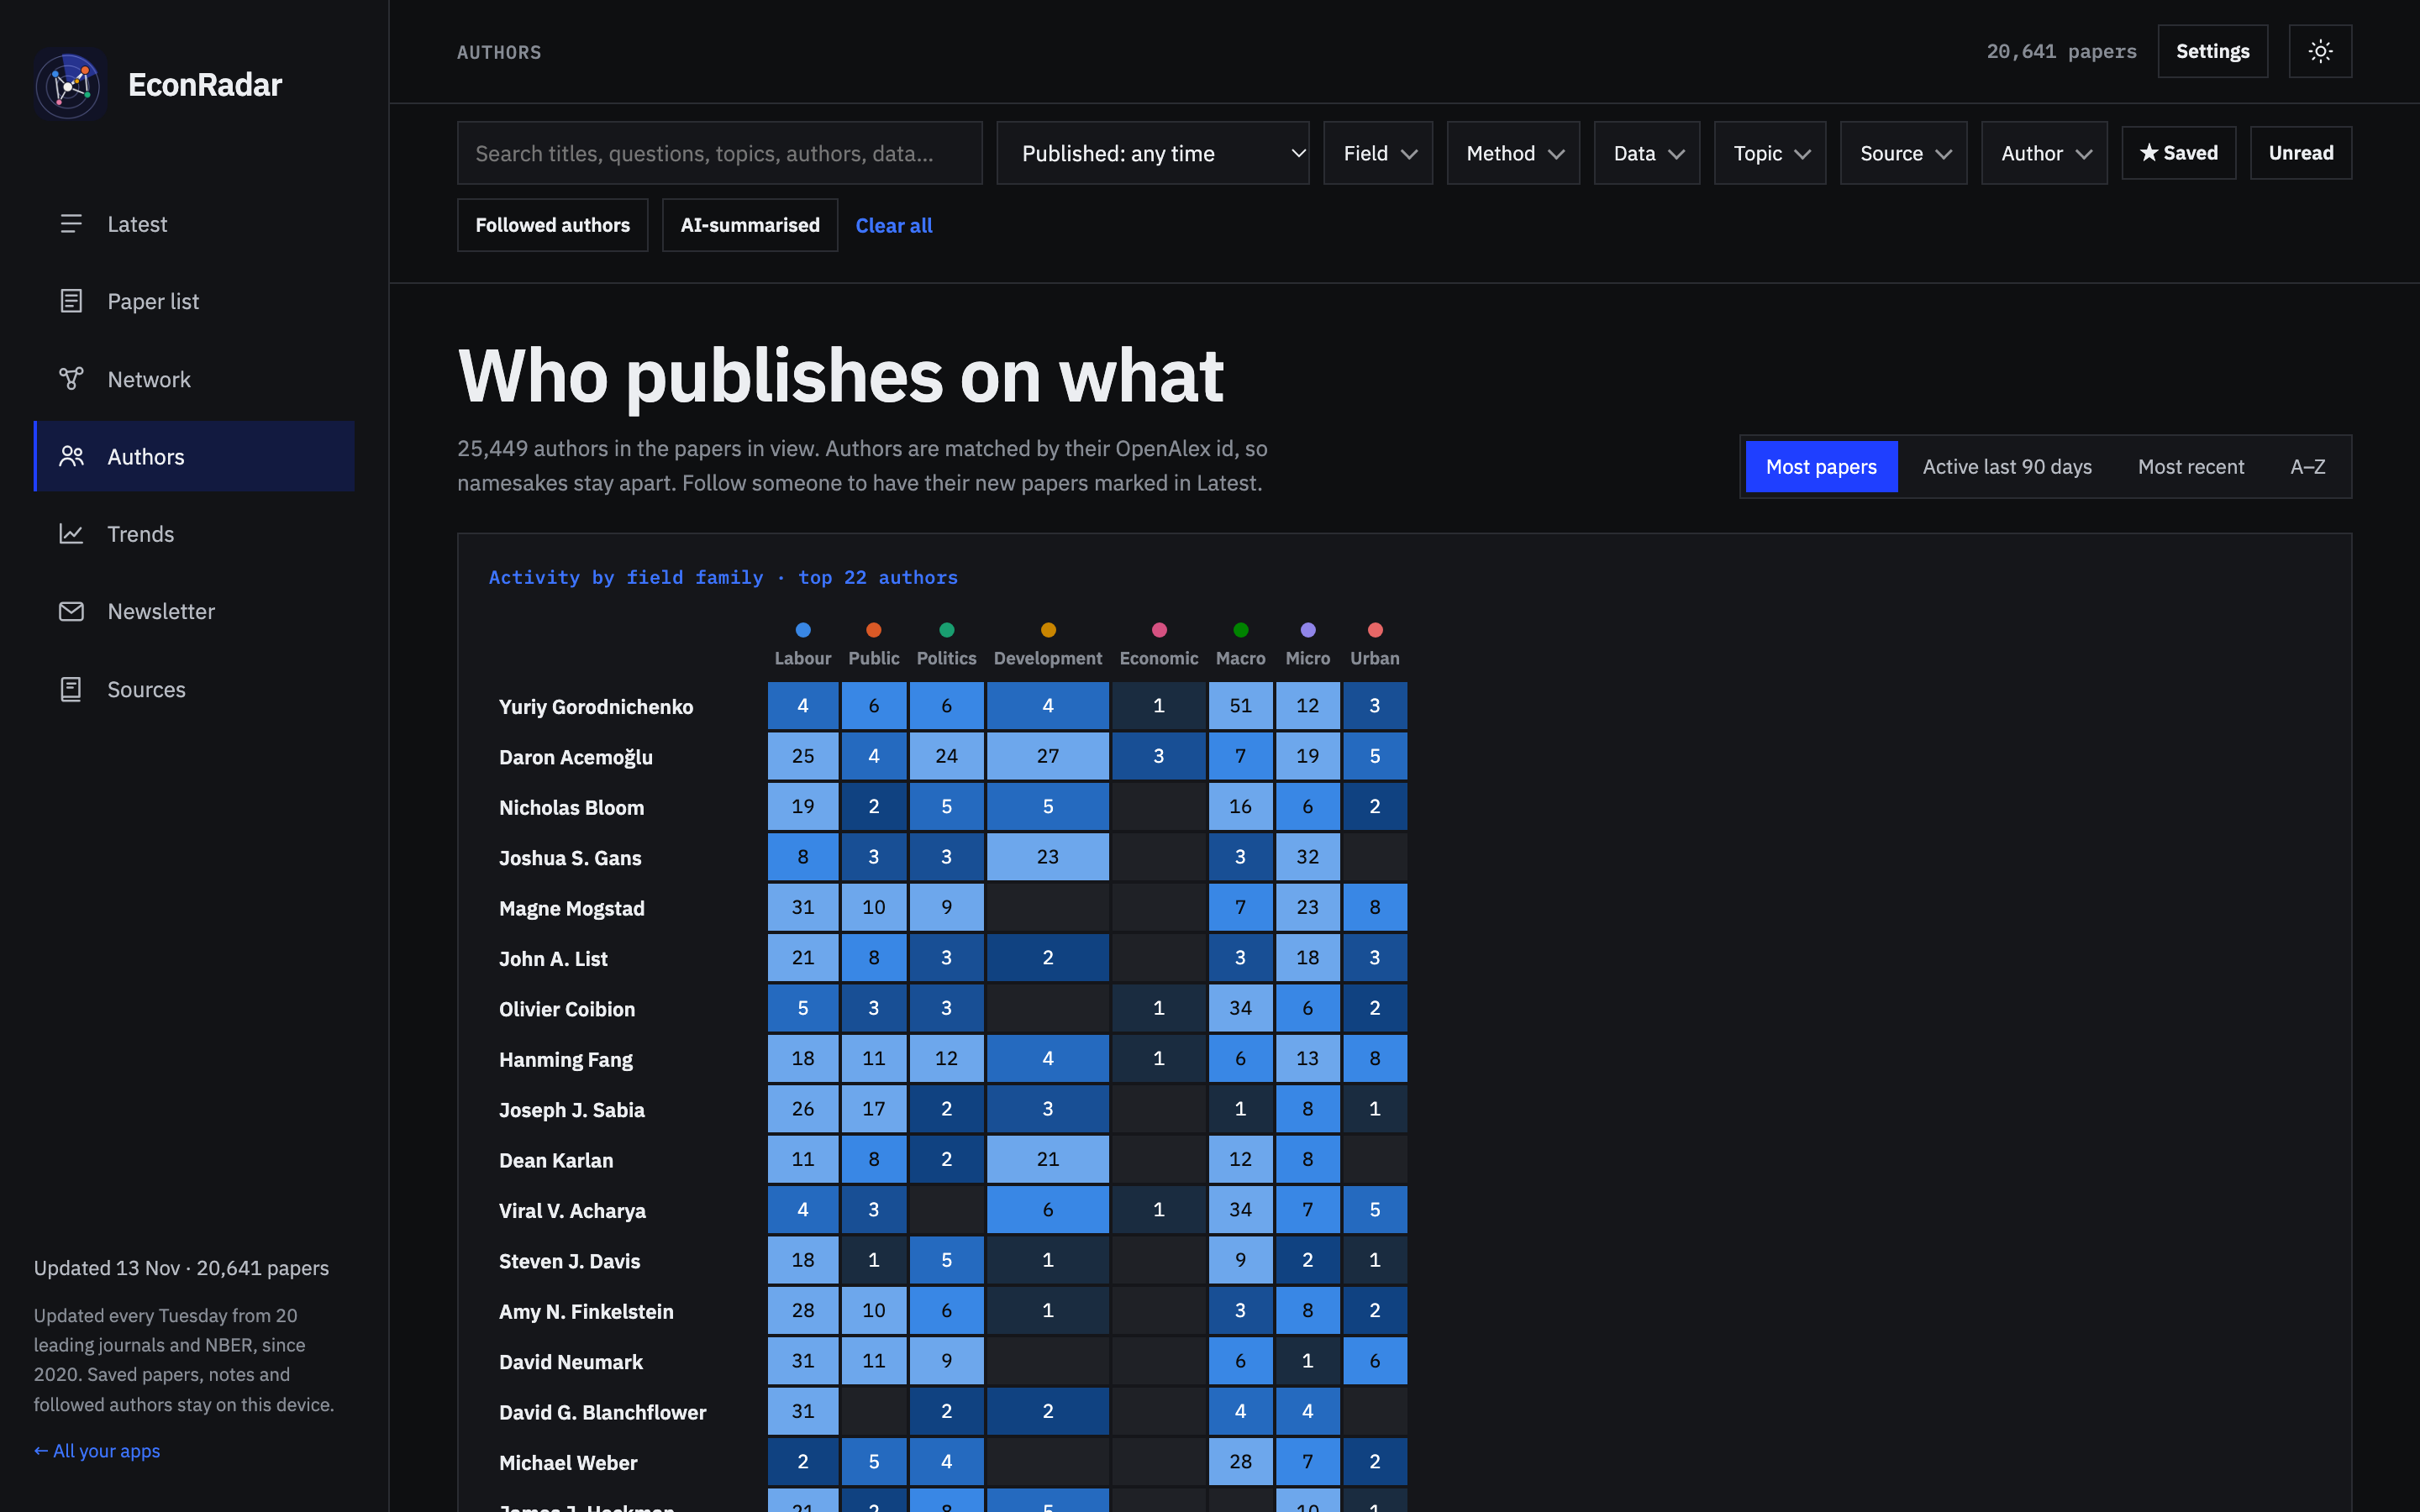 EconRadar
Latest
Paper list
Network
Authors
Trends
Newsletter
Sources
Updated 13 Nov · 20,641 papers
Updated every Tuesday from 20
leading journals and NBER, since
2020. Saved papers, notes and
followed authors stay on this device.
← All your apps
AUTHORS
20,641 papers
Settings
Search titles, questions, topics, authors, data...
Published: any time
Field
Method
Data
Topic
Source
Author
★ Saved
Unread
Followed authors
AI-summarised
Clear all
Who publishes on what
25,449 authors in the papers in view. Authors are matched by their OpenAlex id, so
namesakes stay apart. Follow someone to have their new papers marked in Latest.
Most papers
Active last 90 days
Most recent
A–Z
Activity by field family · top 22 authors
Labour Public Politics Development Economic Macro Micro Urban
Yuriy Gorodnichenko 4 6 6 4 1 51 12 3
Daron Acemoğlu 25 4 24 27 3 7 19 5
Nicholas Bloom 19 2 5 5 16 6 2
Joshua S. Gans 8 3 3 23 3 32
Magne Mogstad 31 10 9 7 23 8
John A. List 21 8 3 2 3 18 3
Olivier Coibion 5 3 3 1 34 6 2
Hanming Fang 18 11 12 4 1 6 13 8
Joseph J. Sabia 26 17 2 3 1 8 1
Dean Karlan 11 8 2 21 12 8
Viral V. Acharya 4 3 6 1 34 7 5
Steven J. Davis 18 1 5 1 9 2 1
Amy N. Finkelstein 28 10 6 1 3 8 2
David Neumark 31 11 9 6 1 6
David G. Blanchflower 31 2 2 4 4
Michael Weber 2 5 4 28 7 2